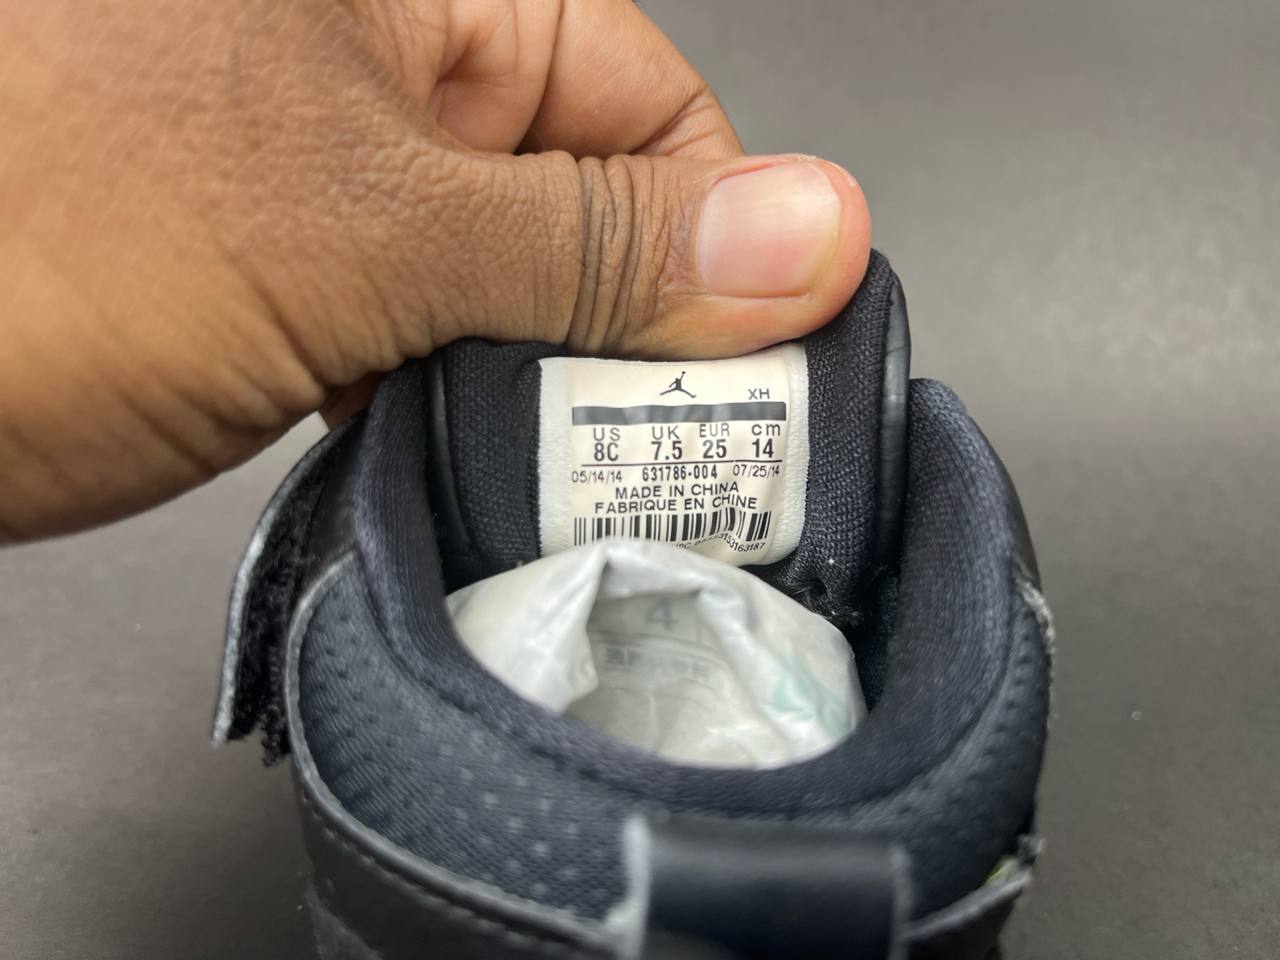 XH
US UK EUR cm
8C 7.5 25 14
05/14/14 631786-004 07/25/14
MADE IN CHINA
FABRIQUE EN CHINE
4